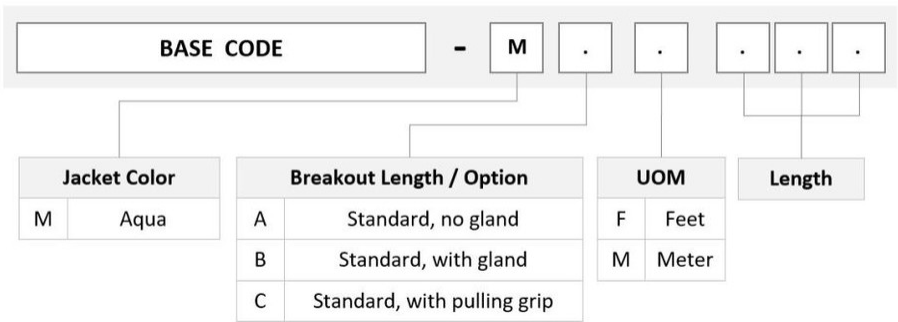 BASE CODE - M . . . . .
Jacket Color
M Aqua
Breakout Length / Option
A Standard, no gland
B Standard, with gland
C Standard, with pulling grip
UOM
F Feet
M Meter
Length